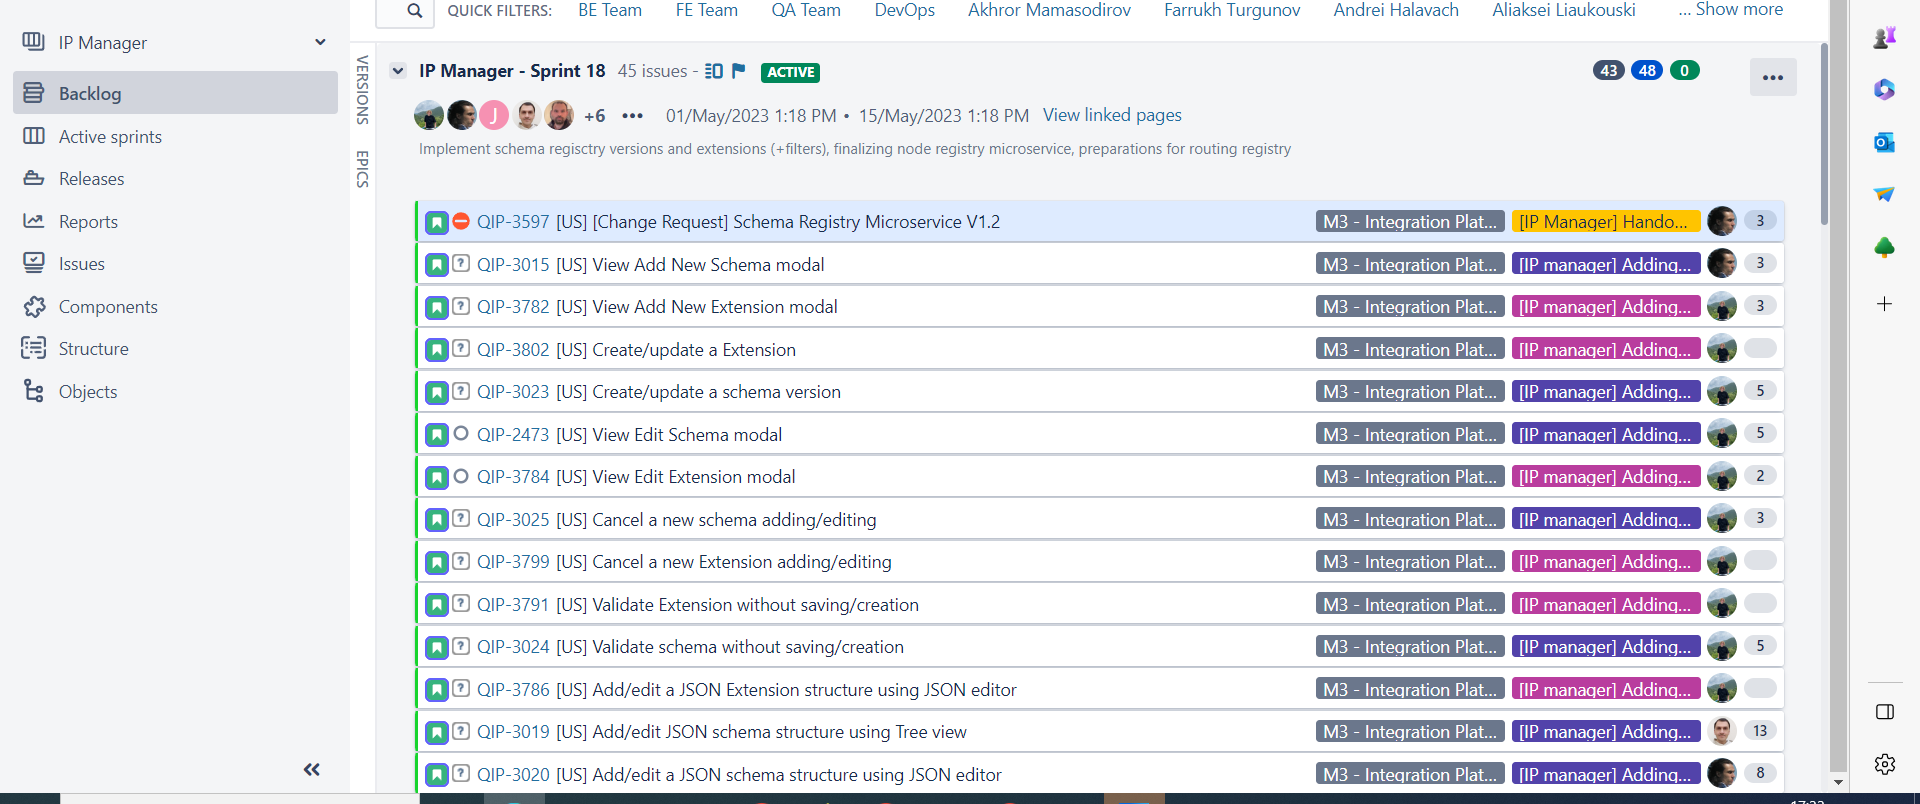 QUICK FILTERS: BE Team FE Team QA Team DevOps Akhror Mamasodirov Farrukh Turgunov Andrei Halavach Aliaksei Liaukouski ... Show more
IP Manager
Backlog
Active sprints
Releases
Reports
Issues
Components
Structure
Objects
VERSIONS
EPICS
IP Manager - Sprint 18 45 issues - ACTIVE 43 48 0
J +6 ••• 01/May/2023 1:18 PM • 15/May/2023 1:18 PM View linked pages
Implement schema regisctry versions and extensions (+filters), finalizing node registry microservice, preparations for routing registry
QIP-3597 [US] [Change Request] Schema Registry Microservice V1.2 M3 - Integration Plat... [IP Manager] Hando... 3
QIP-3015 [US] View Add New Schema modal M3 - Integration Plat... [IP manager] Adding... 3
QIP-3782 [US] View Add New Extension modal M3 - Integration Plat... [IP manager] Adding... 3
QIP-3802 [US] Create/update a Extension M3 - Integration Plat... [IP manager] Adding...
QIP-3023 [US] Create/update a schema version M3 - Integration Plat... [IP manager] Adding... 5
QIP-2473 [US] View Edit Schema modal M3 - Integration Plat... [IP manager] Adding... 5
QIP-3784 [US] View Edit Extension modal M3 - Integration Plat... [IP manager] Adding... 2
QIP-3025 [US] Cancel a new schema adding/editing M3 - Integration Plat... [IP manager] Adding... 3
QIP-3799 [US] Cancel a new Extension adding/editing M3 - Integration Plat... [IP manager] Adding...
QIP-3791 [US] Validate Extension without saving/creation M3 - Integration Plat... [IP manager] Adding...
QIP-3024 [US] Validate schema without saving/creation M3 - Integration Plat... [IP manager] Adding... 5
QIP-3786 [US] Add/edit a JSON Extension structure using JSON editor M3 - Integration Plat... [IP manager] Adding...
QIP-3019 [US] Add/edit JSON schema structure using Tree view M3 - Integration Plat... [IP manager] Adding... 13
QIP-3020 [US] Add/edit a JSON schema structure using JSON editor M3 - Integration Plat... [IP manager] Adding... 8